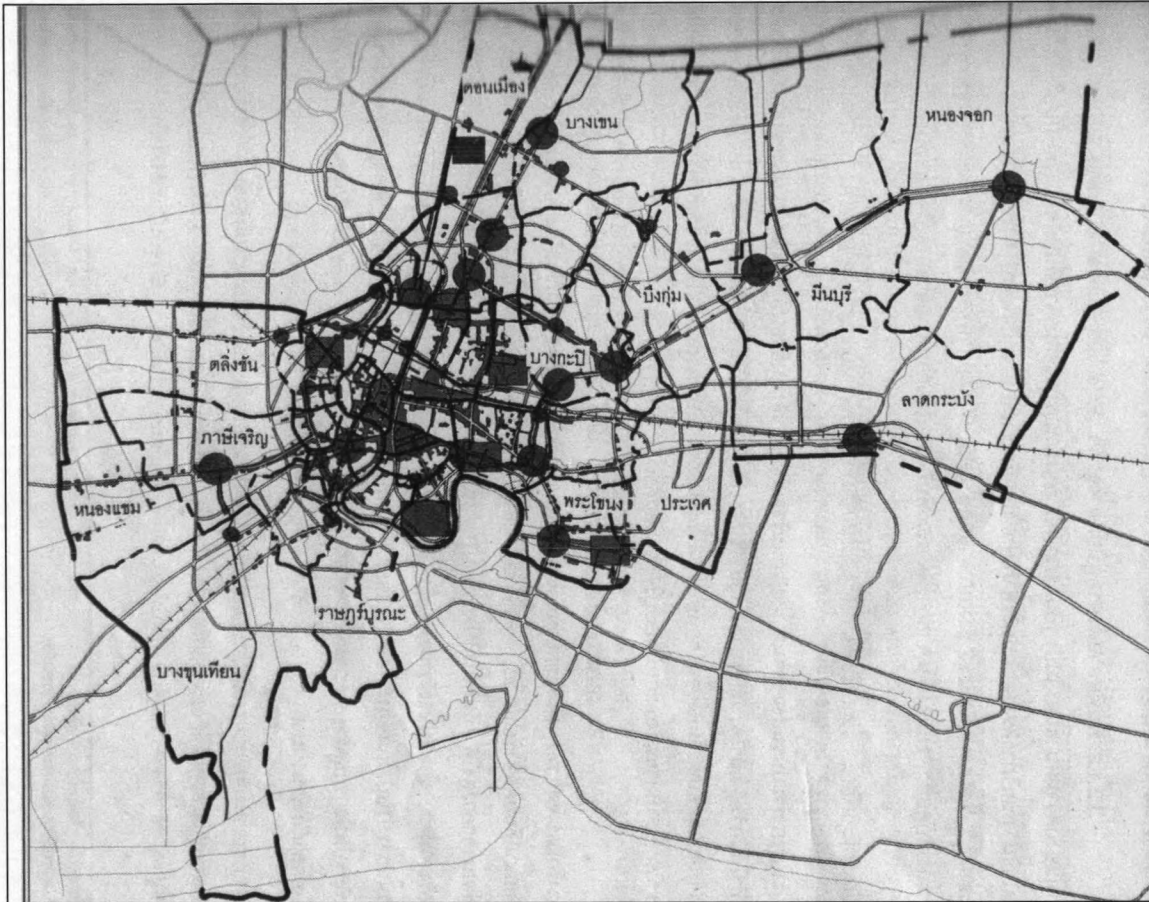 ดอนเมือง
บางเขน
หนองจอก
บึงกุ่ม
มีนบุรี
บางกะปิ
ตลิ่งชัน
ลาดกระบัง
ภาษีเจริญ
หนองแขม
พระโขนง
ประเวศ
ราษฎร์บูรณะ
บางขุนเทียน